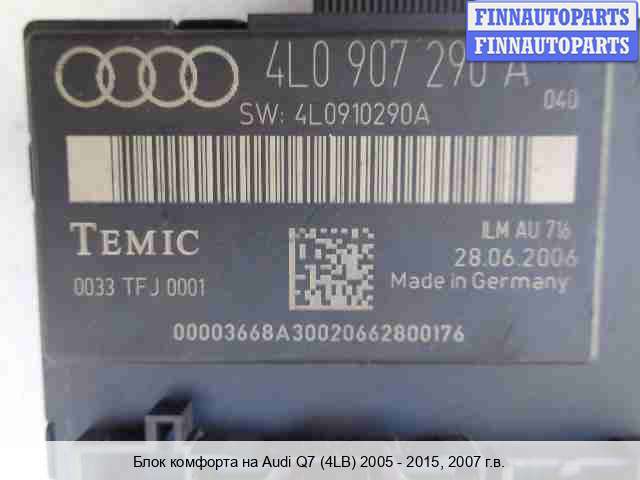 FINNAUTOPARTS
FINNAUTOPARTS
4L0 907 290 A
040
SW: 4L0910290A
TEMIC
ILM AU 716
28.06.2006
0033 TFJ 0001
Made in Germany
00003668A30020662800176
Блок комфорта на Audi Q7 (4LB) 2005 - 2015, 2007 г.в.